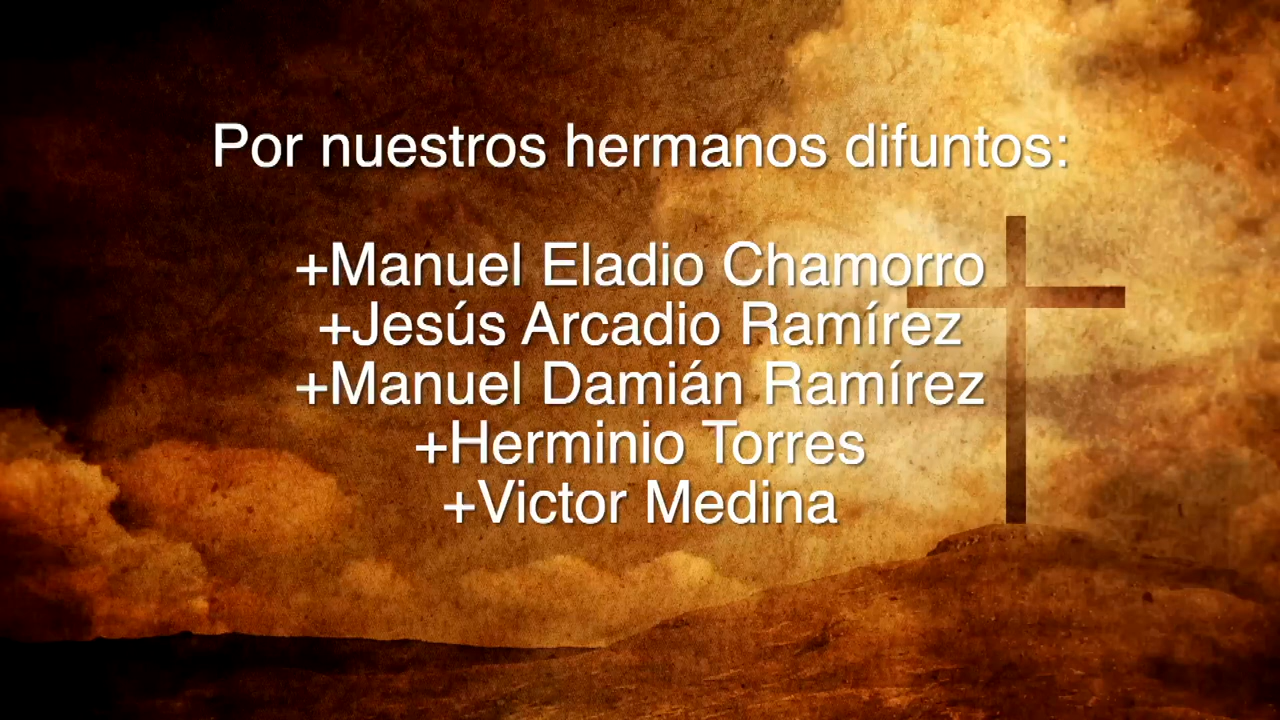 Por nuestros hermanos difuntos:
+Manuel Eladio Chamorro
+Jesús Arcadio Ramírez
+Manuel Damián Ramírez
+Herminio Torres
+Victor Medina